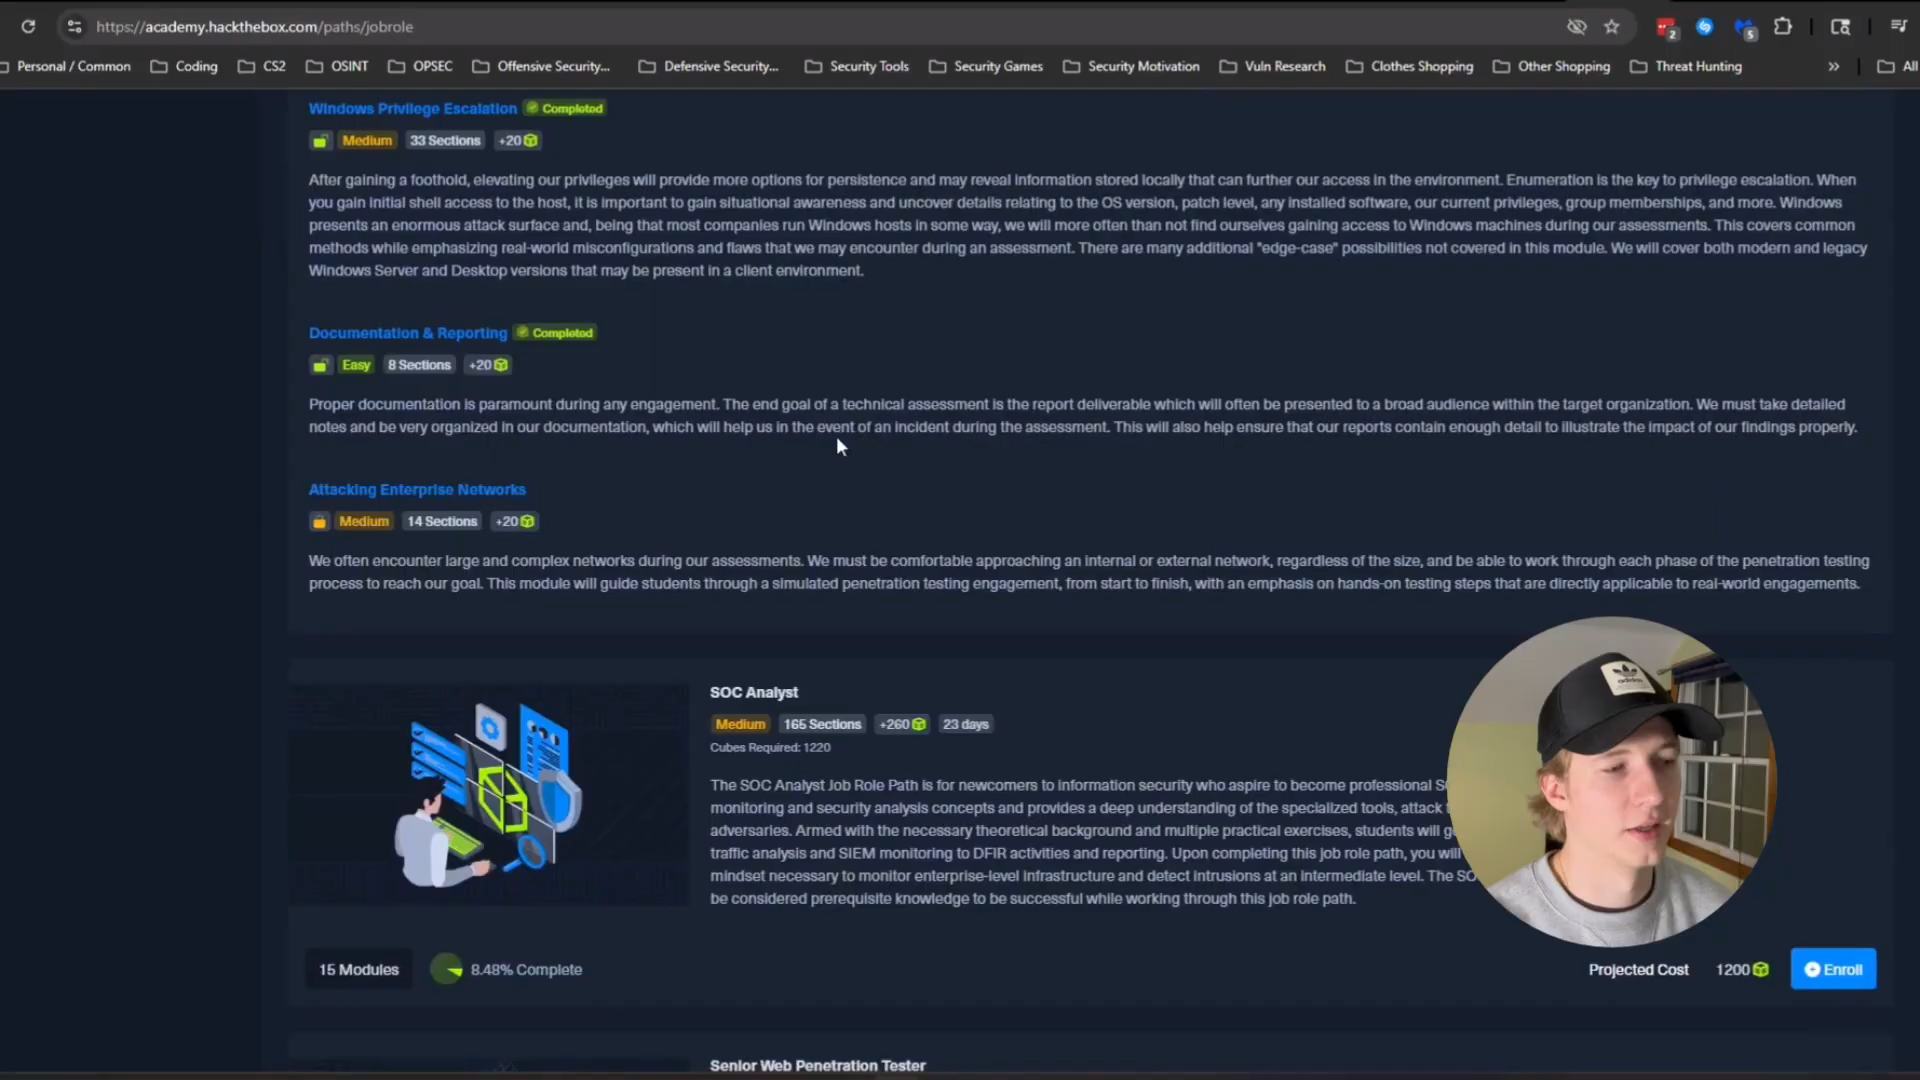 https://academy.hackthebox.com/paths/jobrole
2
5
Personal / Common
Coding
CS2
OSINT
OPSEC
Offensive Security...
Defensive Security...
Security Tools
Security Games
Security Motivation
Vuln Research
Clothes Shopping
Other Shopping
Threat Hunting
»
All
Windows Privilege Escalation Completed
Medium 33 Sections +20
After gaining a foothold, elevating our privileges will provide more options for persistence and may reveal information stored locally that can further our access in the environment. Enumeration is the key to privilege escalation. When
you gain initial shell access to the host, it is important to gain situational awareness and uncover details relating to the OS version, patch level, any installed software, our current privileges, group memberships, and more. Windows
presents an enormous attack surface and, being that most companies run Windows hosts in some way, we will more often than not find ourselves gaining access to Windows machines during our assessments. This covers common
methods while emphasizing real-world misconfigurations and flaws that we may encounter during an assessment. There are many additional "edge-case" possibilities not covered in this module. We will cover both modern and legacy
Windows Server and Desktop versions that may be present in a client environment.
Documentation & Reporting Completed
Easy 8 Sections +20
Proper documentation is paramount during any engagement. The end goal of a technical assessment is the report deliverable which will often be presented to a broad audience within the target organization. We must take detailed
notes and be very organized in our documentation, which will help us in the event of an incident during the assessment. This will also help ensure that our reports contain enough detail to illustrate the impact of our findings properly.
Attacking Enterprise Networks
Medium 14 Sections +20
We often encounter large and complex networks during our assessments. We must be comfortable approaching an internal or external network, regardless of the size, and be able to work through each phase of the penetration testing
process to reach our goal. This module will guide students through a simulated penetration testing engagement, from start to finish, with an emphasis on hands-on testing steps that are directly applicable to real-world engagements.
SOC Analyst
Medium 165 Sections +260 23 days
Cubes Required: 1220
The SOC Analyst Job Role Path is for newcomers to information security who aspire to become professional
monitoring and security analysis concepts and provides a deep understanding of the specialized tools, attack
adversaries. Armed with the necessary theoretical background and multiple practical exercises, students will
traffic analysis and SIEM monitoring to DFIR activities and reporting. Upon completing this job role path, you will
mindset necessary to monitor enterprise-level infrastructure and detect intrusions at an intermediate level. The
be considered prerequisite knowledge to be successful while working through this job role path.
adidas
15 Modules
8.48% Complete
Projected Cost 1200
Enroll
Senior Web Penetration Tester